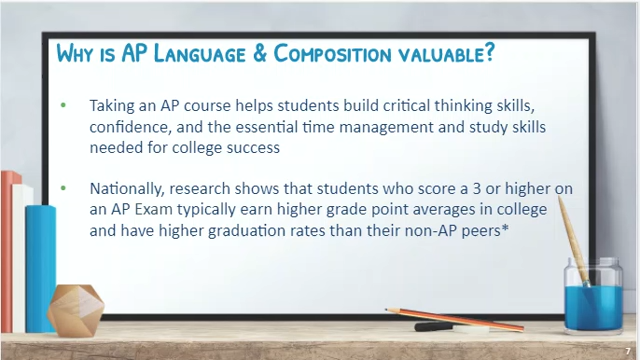 Why is AP Language & Composition valuable?
• Taking an AP course helps students build critical thinking skills,
confidence, and the essential time management and study skills
needed for college success
• Nationally, research shows that students who score a 3 or higher on
an AP Exam typically earn higher grade point averages in college
and have higher graduation rates than their non-AP peers*
7